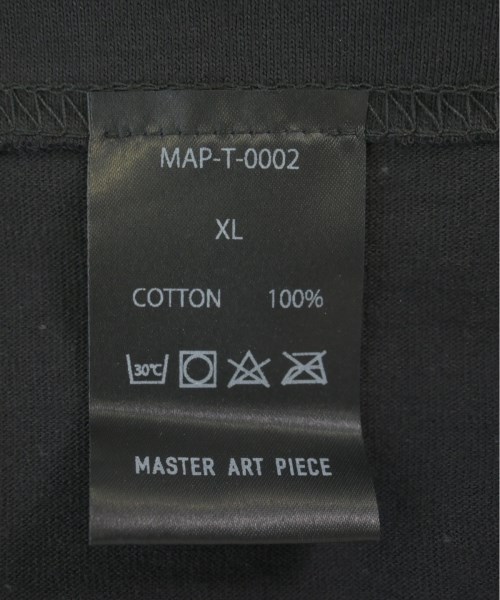 MAP-T-0002
XL
COTTON 100%
30℃
MASTER ART PIECE